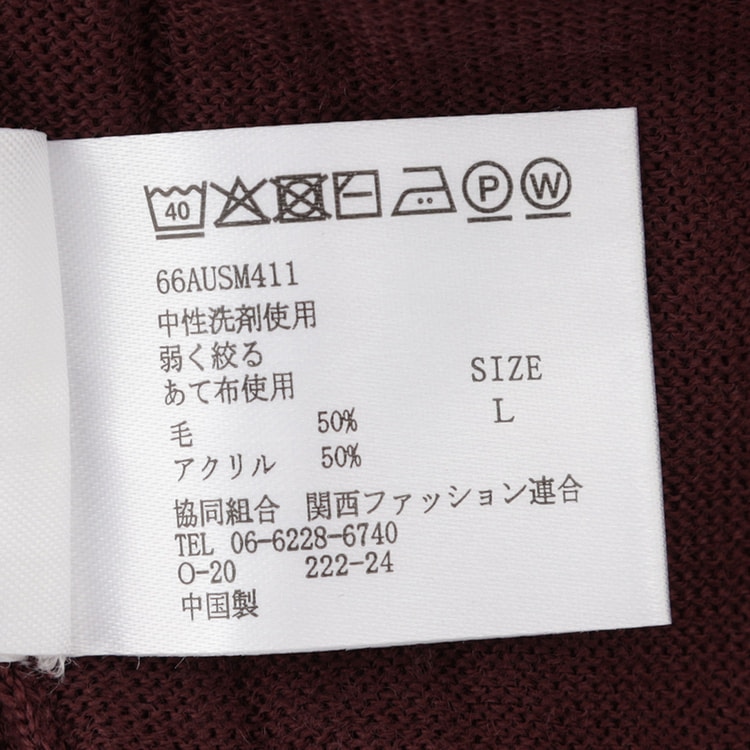 40 P W
66AUSM411
中性洗剤使用
弱く絞る
あて布使用
SIZE
L
毛 50%
アクリル 50%
協同組合 関西ファッション連合
TEL 06-6228-6740
O-20 222-24
中国製